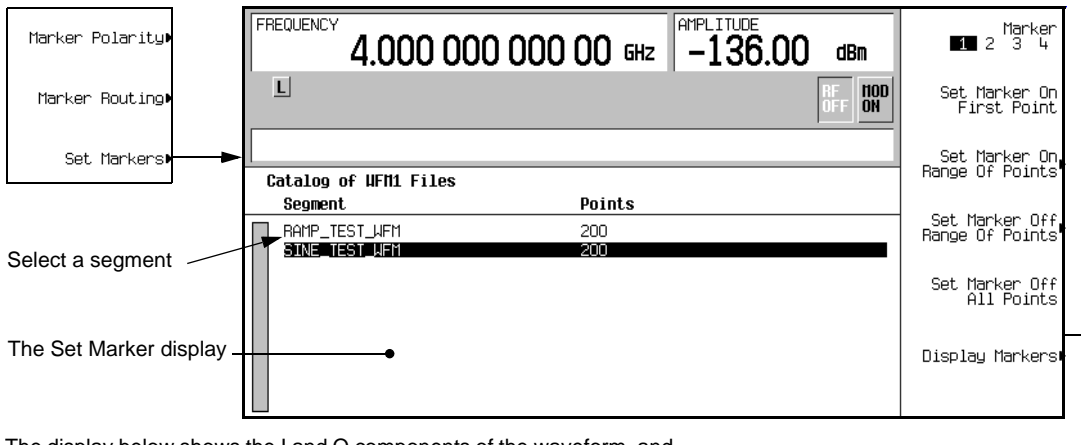 Marker Polarity
Marker Routing
Set Markers
FREQUENCY
4.000 000 000 00 GHz
AMPLITUDE
-136.00 dBm
L
RF OFF
MOD ON
Catalog of WFM1 Files
Segment Points
RAMP_TEST_WFM 200
SINE_TEST_WFM 200
Marker
1 2 3 4
Set Marker On
First Point
Set Marker On
Range Of Points
Set Marker Off
Range Of Points
Set Marker Off
All Points
Display Markers
Select a segment
The Set Marker display
The display below shows the I and Q components of the waveform, and